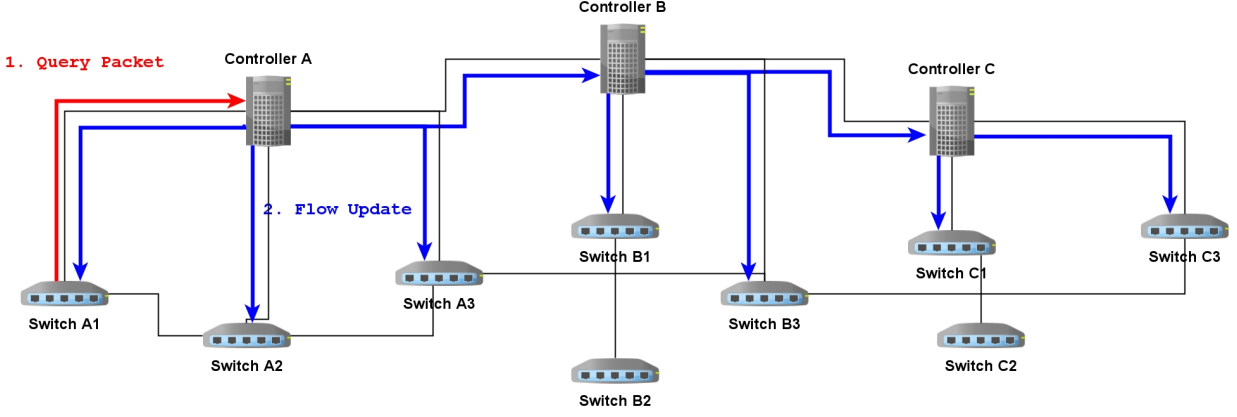 Controller B
1. Query Packet
Controller A
Controller C
2. Flow Update
Switch B1
Switch C3
Switch C1
Switch A3
Switch A1
Switch B3
Switch A2
Switch C2
Switch B2